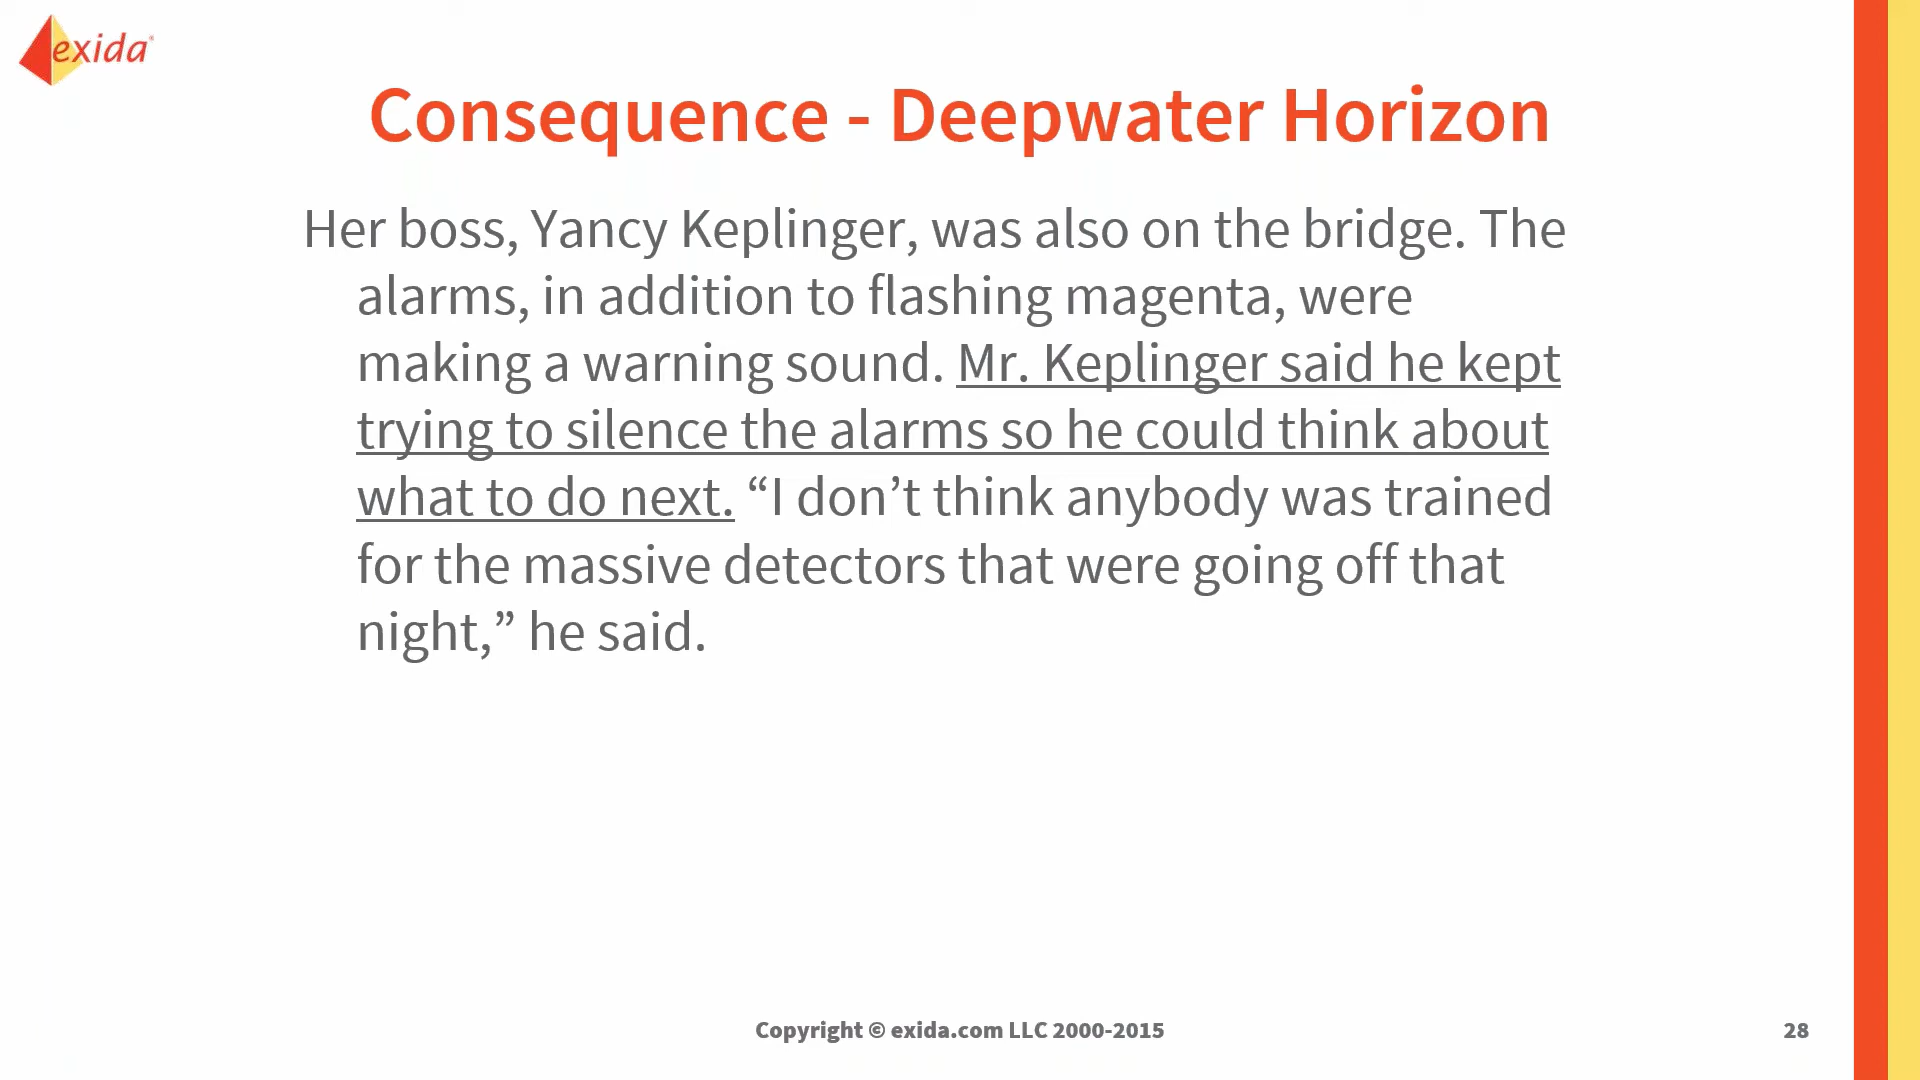 exida
Consequence - Deepwater Horizon
Her boss, Yancy Keplinger, was also on the bridge. The
alarms, in addition to flashing magenta, were
making a warning sound. Mr. Keplinger said he kept
trying to silence the alarms so he could think about
what to do next. “I don’t think anybody was trained
for the massive detectors that were going off that
night,” he said.
Copyright © exida.com LLC 2000-2015
28